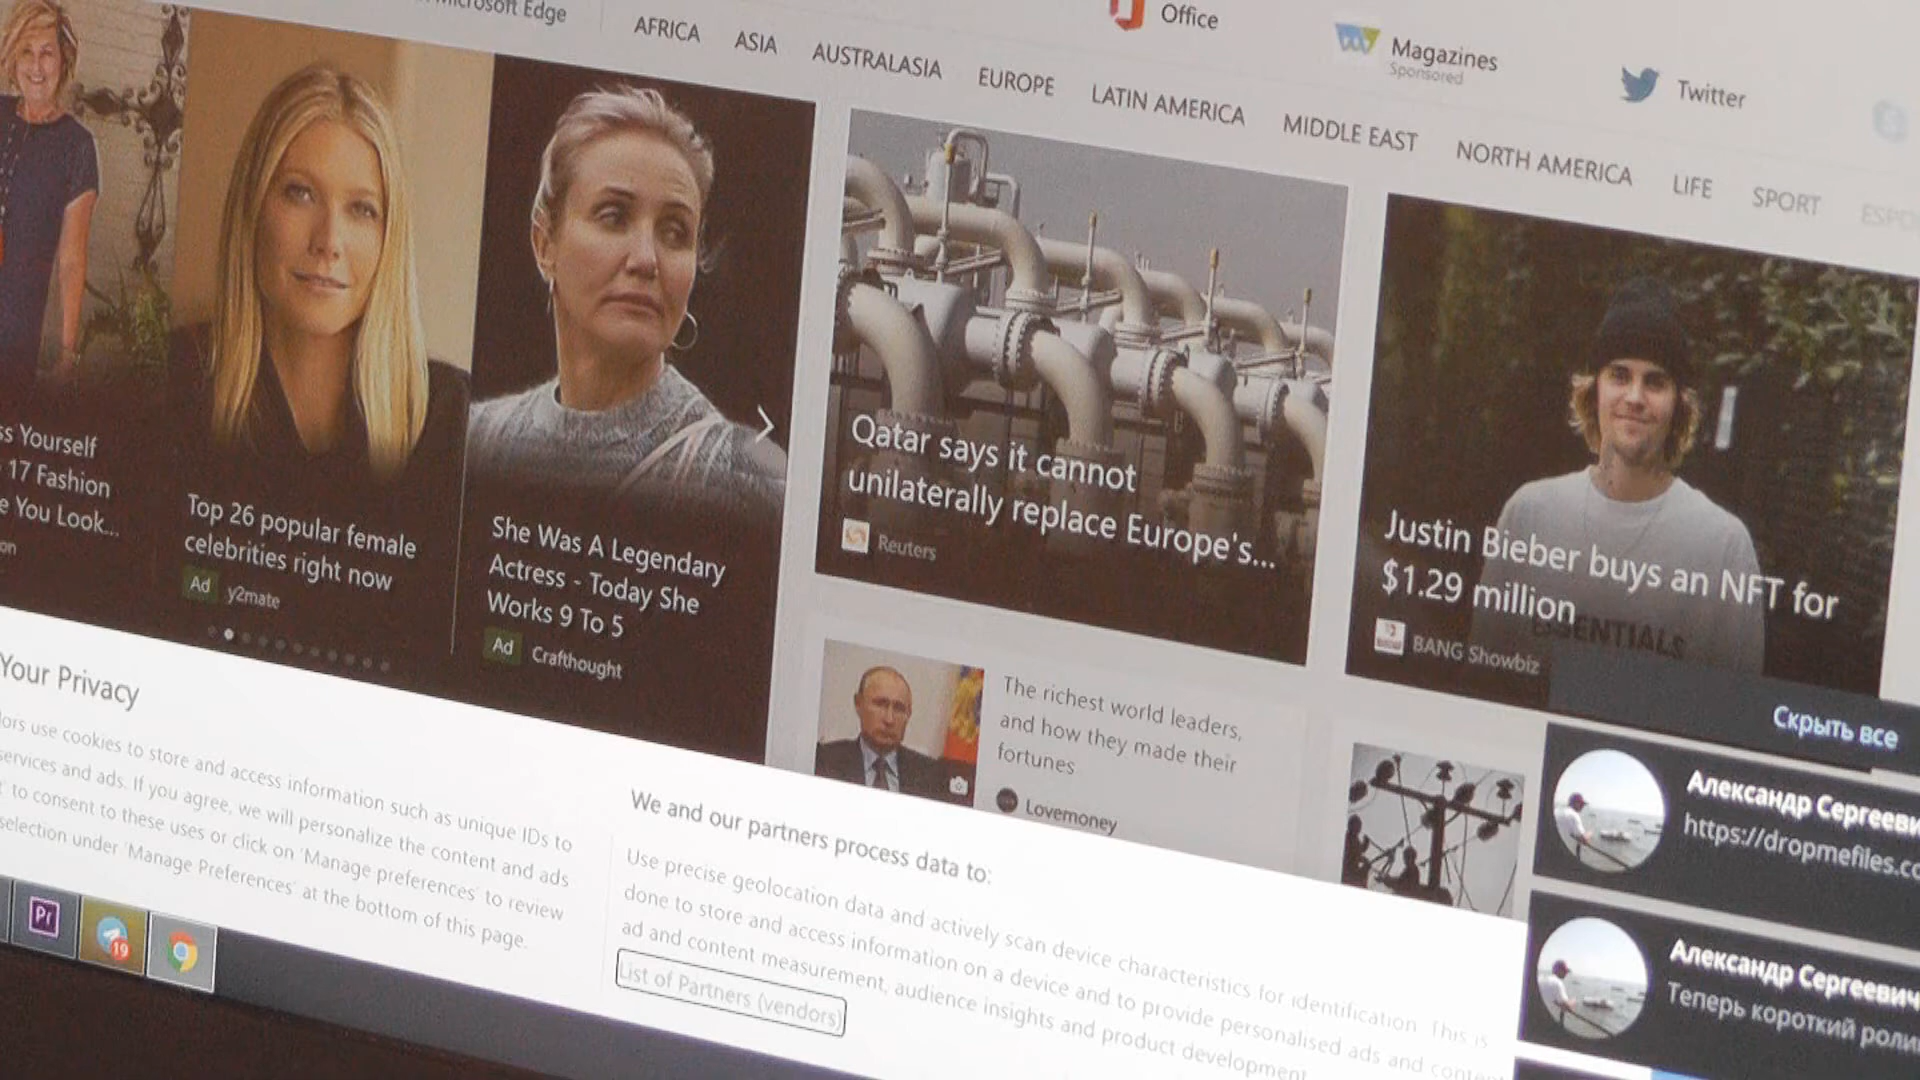 Microsoft Edge
Office
Magazines
Sponsored
Twitter
AFRICA
ASIA
AUSTRALASIA
EUROPE
LATIN AMERICA
MIDDLE EAST
NORTH AMERICA
LIFE
SPORT
ss Yourself
17 Fashion
e You Look...
on
Top 26 popular female
celebrities right now
Ad y2mate
She Was A Legendary
Actress - Today She
Works 9 To 5
Ad Crafthought
Qatar says it cannot
unilaterally replace Europe's...
Reuters
Justin Bieber buys an NFT for
$1.29 million
ESSENTIALS
BANG Showbiz
The richest world leaders,
and how they made their
fortunes
Lovemoney
Your Privacy
ors use cookies to store and access information such as unique IDs to
services and ads. If you agree, we will personalize the content and ads
to consent to these uses or click on 'Manage preferences' to review
selection under 'Manage Preferences' at the bottom of this page.
We and our partners process data to:
Use precise geolocation data and actively scan device characteristics for identification. This is
done to store and access information on a device and to provide personalised ads and content
ad and content measurement, audience insights and product development.
List of Partners (vendors)
Скрыть все
Александр Сергееви
https://dropmefiles.co
Александр Сергеевич
Теперь короткий роли
Pr
19